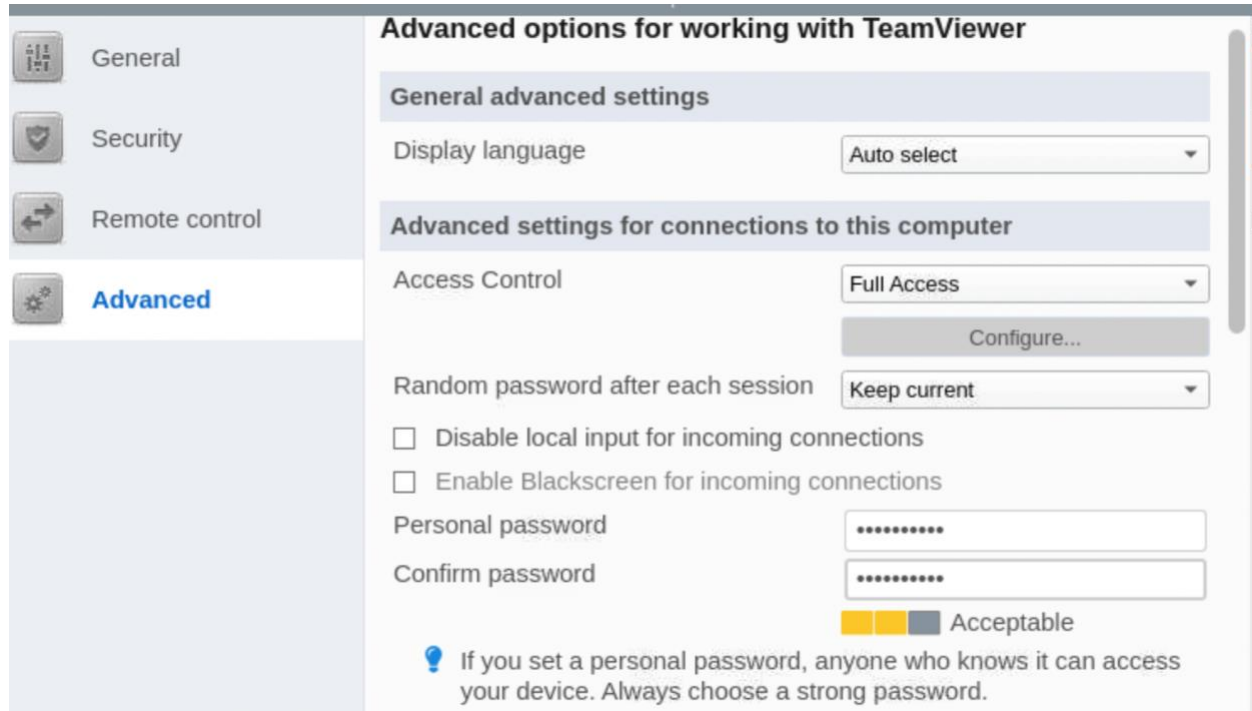 Advanced options for working with TeamViewer
General
Security
Remote control
Advanced
General advanced settings
Display language
Auto select
Advanced settings for connections to this computer
Access Control
Full Access
Configure...
Random password after each session
Keep current
Disable local input for incoming connections
Enable Blackscreen for incoming connections
Personal password
••••••••••
Confirm password
••••••••••
Acceptable
If you set a personal password, anyone who knows it can access
your device. Always choose a strong password.